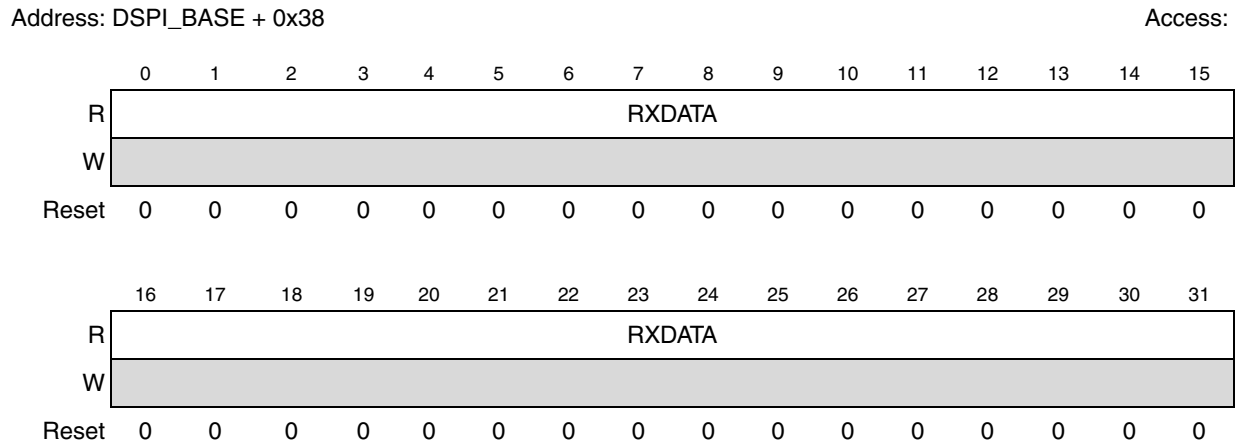 Address: DSPI_BASE + 0x38 Access:
0 1 2 3 4 5 6 7 8 9 10 11 12 13 14 15
R RXDATA
W
Reset 0 0 0 0 0 0 0 0 0 0 0 0 0 0 0 0
16 17 18 19 20 21 22 23 24 25 26 27 28 29 30 31
R RXDATA
W
Reset 0 0 0 0 0 0 0 0 0 0 0 0 0 0 0 0